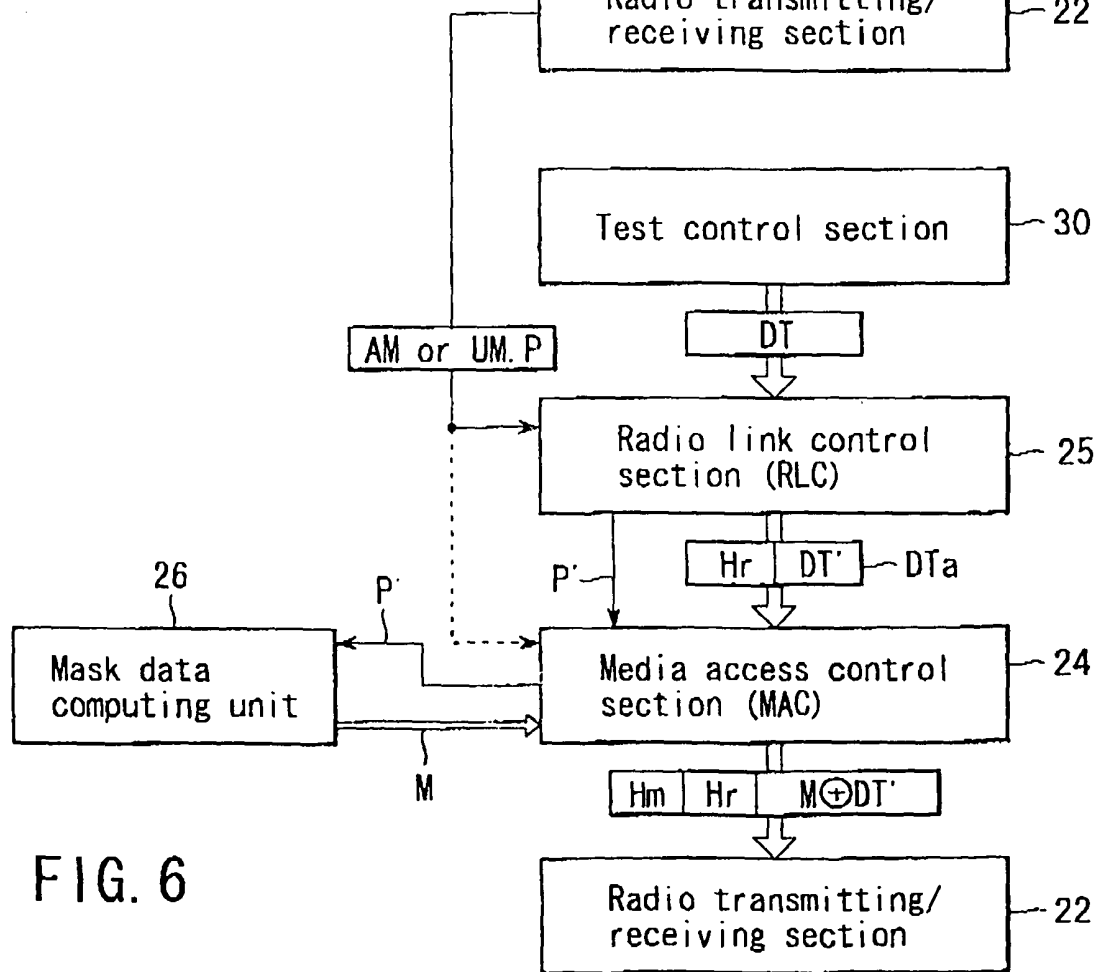 Radio transmitting/
receiving section
22
Test control section
30
DT
AM or UM.P
Radio link control
section (RLC)
25
Hr DT'
DTa
P'
26
P'
Mask data
computing unit
Media access control
section (MAC)
24
M
Hm Hr M⊕DT'
FIG. 6
Radio transmitting/
receiving section
22